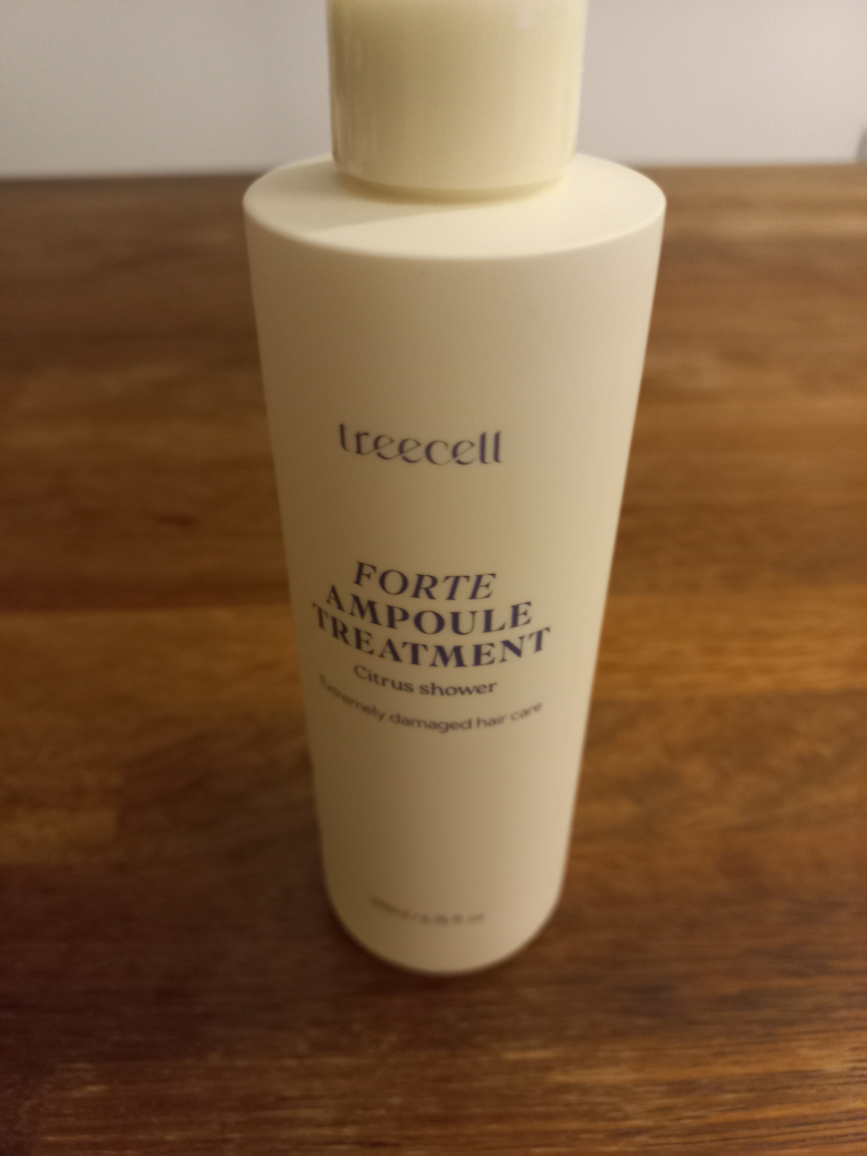 treecell
FORTE
AMPOULE
TREATMENT
Citrus shower
Extremely damaged hair care